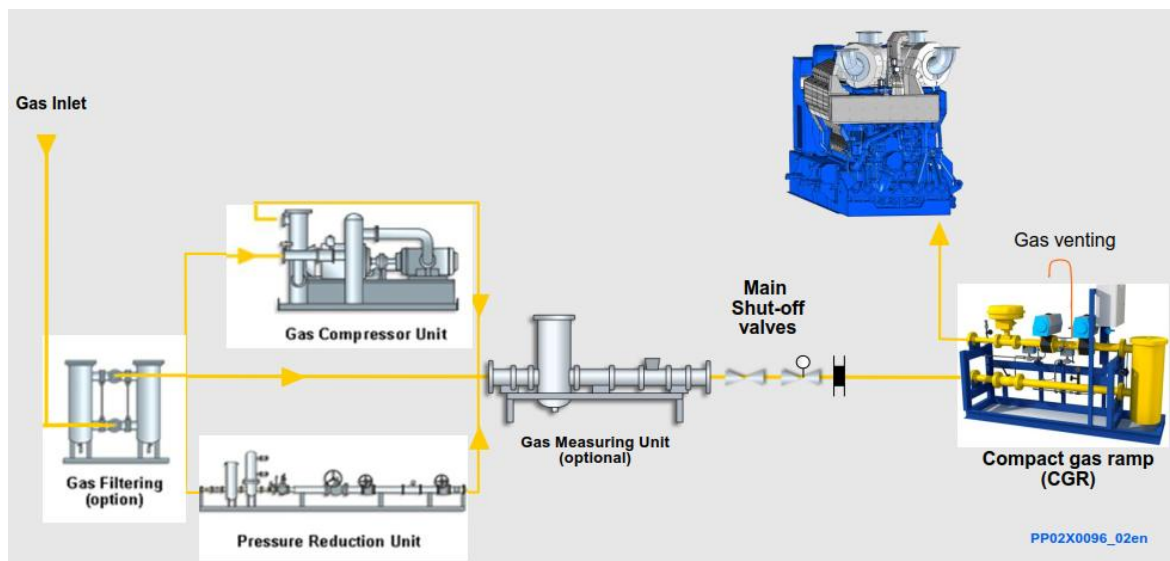 Gas Inlet
Gas Compressor Unit
Gas venting
Main
Shut-off
valves
Gas Filtering
(option)
Gas Measuring Unit
(optional)
Pressure Reduction Unit
Compact gas ramp
(CGR)
PP02X0096_02en